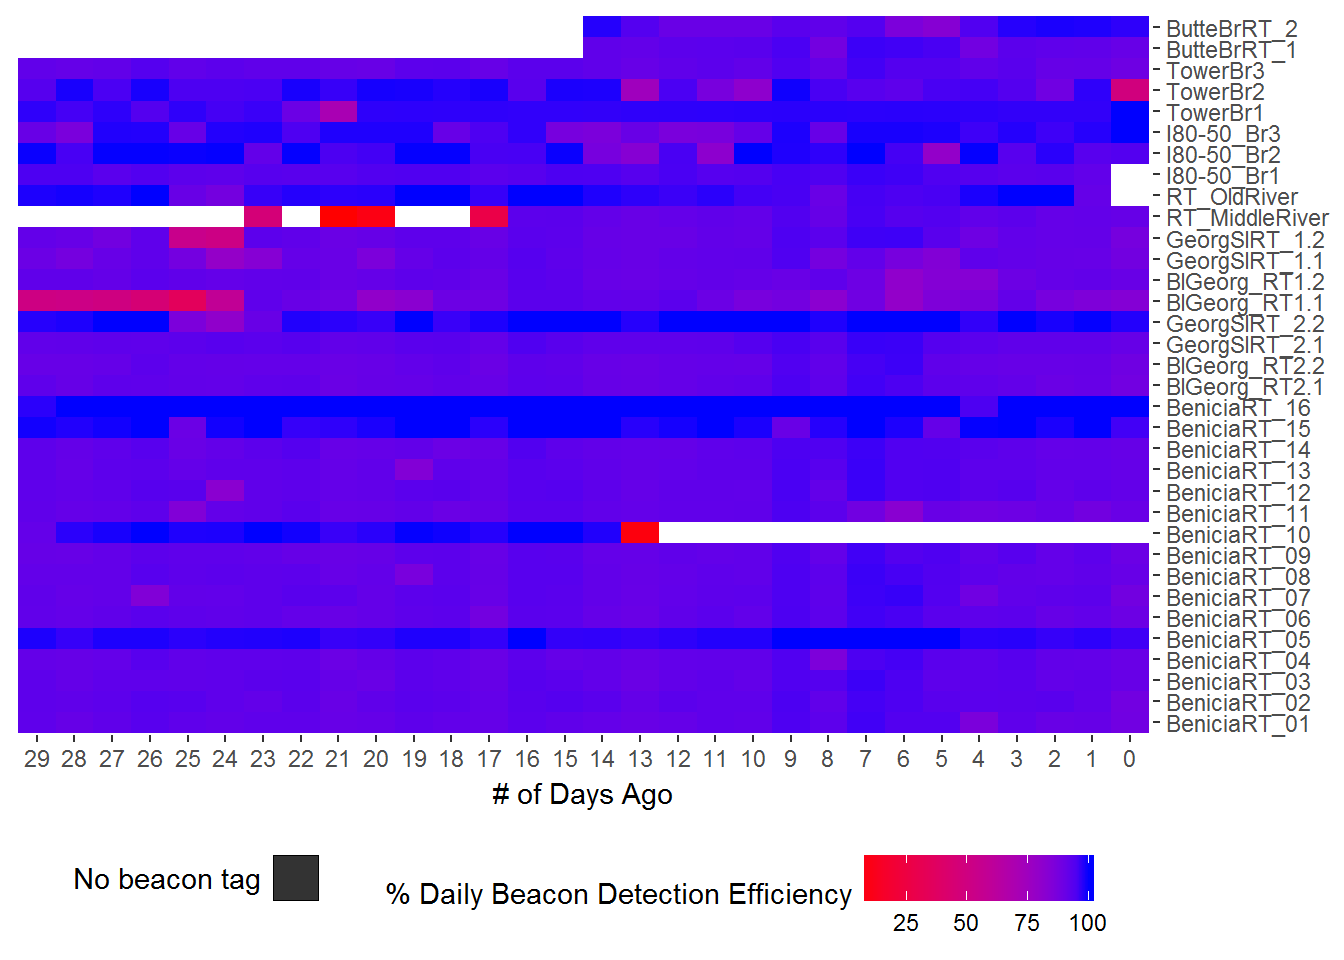 ButteBrRT_2
ButteBrRT_1
TowerBr3
TowerBr2
TowerBr1
I80-50_Br3
I80-50_Br2
I80-50_Br1
RT_OldRiver
RT_MiddleRiver
GeorgSlRT_1.2
GeorgSlRT_1.1
BlGeorg_RT1.2
BlGeorg_RT1.1
GeorgSlRT_2.2
GeorgSlRT_2.1
BlGeorg_RT2.2
BlGeorg_RT2.1
BeniciaRT_16
BeniciaRT_15
BeniciaRT_14
BeniciaRT_13
BeniciaRT_12
BeniciaRT_11
BeniciaRT_10
BeniciaRT_09
BeniciaRT_08
BeniciaRT_07
BeniciaRT_06
BeniciaRT_05
BeniciaRT_04
BeniciaRT_03
BeniciaRT_02
BeniciaRT_01
29 28 27 26 25 24 23 22 21 20 19 18 17 16 15 14 13 12 11 10 9 8 7 6 5 4 3 2 1 0
# of Days Ago
No beacon tag
% Daily Beacon Detection Efficiency
25 50 75 100